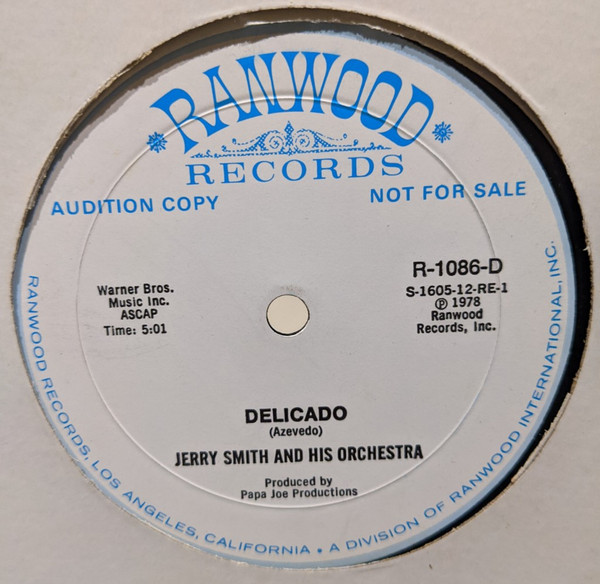 RANWOOD
RECORDS
AUDITION COPY
NOT FOR SALE
Warner Bros.
Music Inc.
ASCAP
Time: 5:01
R-1086-D
S-1605-12-RE-1
Ⓟ 1978
Ranwood
Records, Inc.
DELICADO
(Azevedo)
JERRY SMITH AND HIS ORCHESTRA
Produced by
Papa Joe Productions
RANWOOD RECORDS, LOS ANGELES, CALIFORNIA • A DIVISION OF RANWOOD INTERNATIONAL, INC.